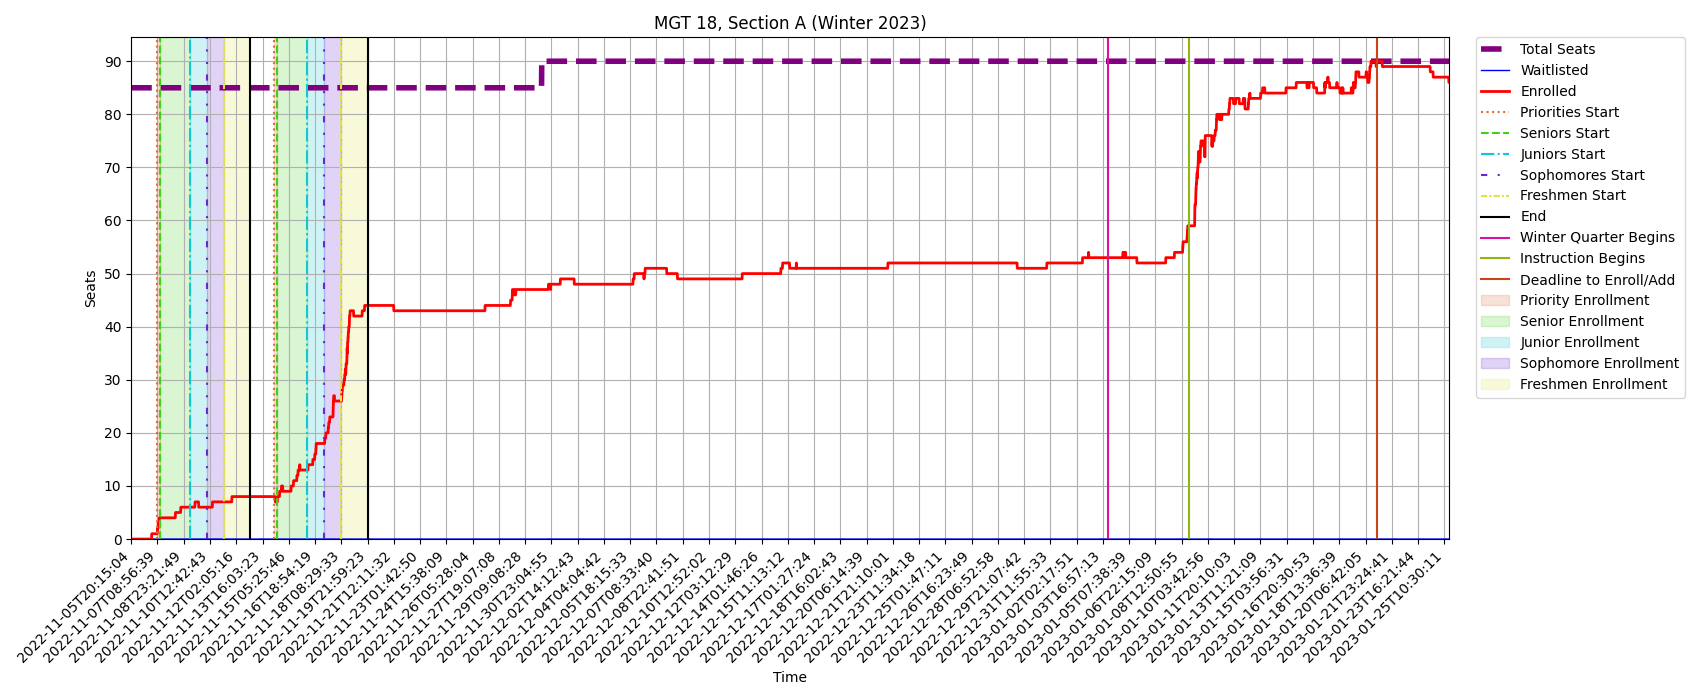 MGT 18, Section A (Winter 2023)
90
80
70
60
50
40
30
20
10
0
Seats
2022-11-05T20:15:04
2022-11-07T08:56:39
2022-11-08T23:21:49
2022-11-10T12:42:43
2022-11-12T02:05:16
2022-11-13T16:03:23
2022-11-15T05:25:46
2022-11-16T18:54:19
2022-11-18T08:29:33
2022-11-19T21:59:23
2022-11-21T12:11:32
2022-11-23T01:42:50
2022-11-24T15:38:09
2022-11-26T05:28:04
2022-11-27T19:07:08
2022-11-29T09:08:28
2022-11-30T23:04:55
2022-12-02T14:12:43
2022-12-04T04:04:42
2022-12-05T18:15:33
2022-12-07T08:33:40
2022-12-08T22:41:51
2022-12-10T12:52:02
2022-12-12T03:12:29
2022-12-14T01:46:26
2022-12-15T11:13:12
2022-12-17T01:27:24
2022-12-18T16:02:43
2022-12-20T06:14:39
2022-12-21T21:10:01
2022-12-23T11:34:18
2022-12-25T01:47:11
2022-12-26T16:23:49
2022-12-28T06:52:58
2022-12-29T21:07:42
2022-12-31T11:55:33
2023-01-02T02:17:51
2023-01-03T16:57:13
2023-01-05T07:38:39
2023-01-06T22:15:09
2023-01-08T12:50:55
2023-01-10T03:42:56
2023-01-11T20:10:03
2023-01-13T11:21:09
2023-01-15T03:56:31
2023-01-16T20:30:53
2023-01-18T13:36:39
2023-01-20T06:42:05
2023-01-21T23:24:41
2023-01-23T16:21:44
2023-01-25T10:30:11
Time
Total Seats
Waitlisted
Enrolled
Priorities Start
Seniors Start
Juniors Start
Sophomores Start
Freshmen Start
End
Winter Quarter Begins
Instruction Begins
Deadline to Enroll/Add
Priority Enrollment
Senior Enrollment
Junior Enrollment
Sophomore Enrollment
Freshmen Enrollment